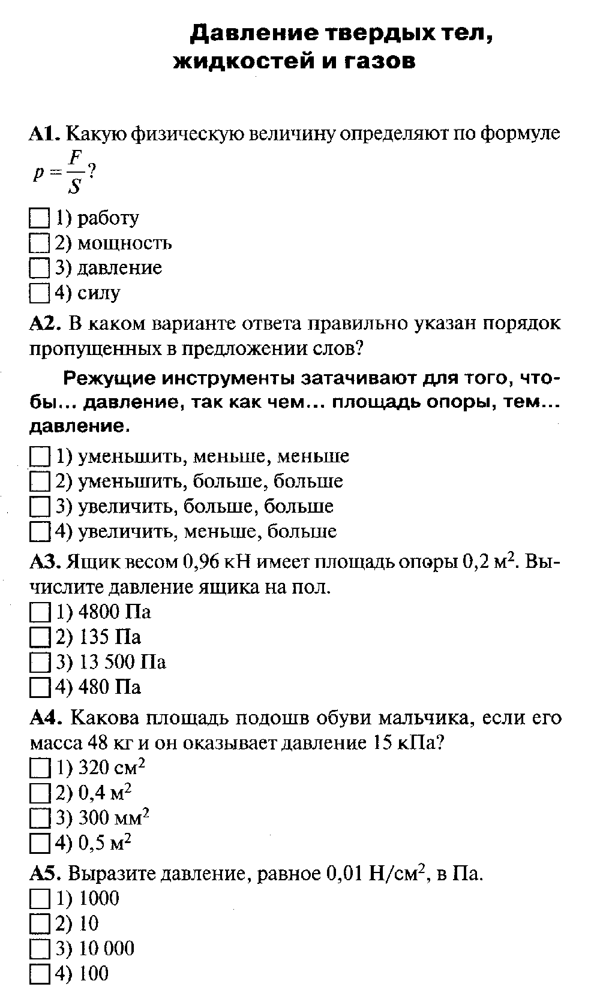 Давление твердых тел,
жидкостей и газов
А1. Какую физическую величину определяют по формуле
p = F/S?
1) работу
2) мощность
3) давление
4) силу
А2. В каком варианте ответа правильно указан порядок
пропущенных в предложении слов?
Режущие инструменты затачивают для того, что-
бы... давление, так как чем... площадь опоры, тем...
давление.
1) уменьшить, меньше, меньше
2) уменьшить, больше, больше
3) увеличить, больше, больше
4) увеличить, меньше, больше
А3. Ящик весом 0,96 кН имеет площадь опоры 0,2 м². Вы-
числите давление ящика на пол.
1) 4800 Па
2) 135 Па
3) 13 500 Па
4) 480 Па
А4. Какова площадь подошв обуви мальчика, если его
масса 48 кг и он оказывает давление 15 кПа?
1) 320 см²
2) 0,4 м²
3) 300 мм²
4) 0,5 м²
А5. Выразите давление, равное 0,01 Н/см², в Па.
1) 1000
2) 10
3) 10 000
4) 100